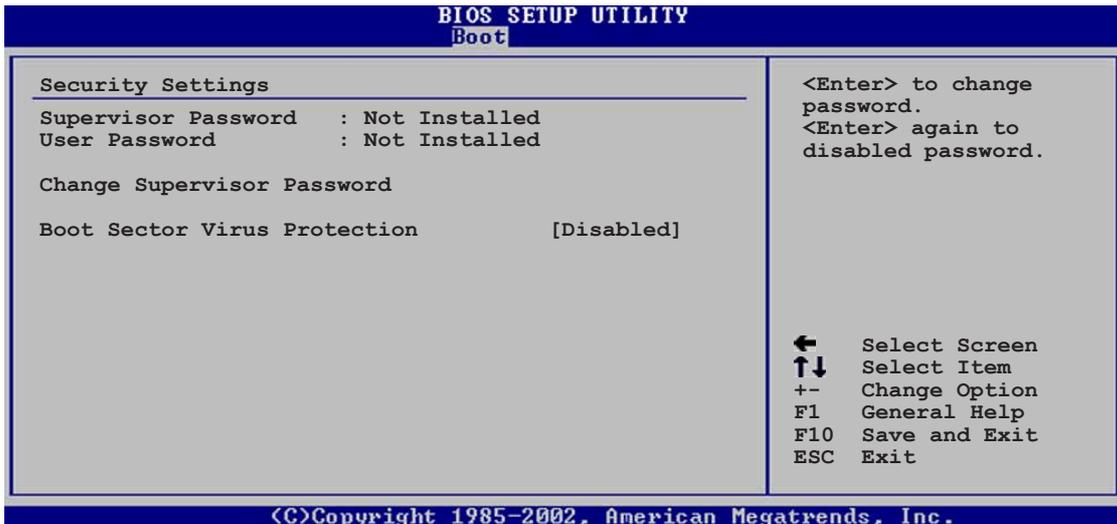 BIOS SETUP UTILITY
Boot
Security Settings
Supervisor Password : Not Installed
User Password : Not Installed
Change Supervisor Password
Boot Sector Virus Protection [Disabled]
<Enter> to change
password.
<Enter> again to
disabled password.
← Select Screen
↑↓ Select Item
+- Change Option
F1 General Help
F10 Save and Exit
ESC Exit
(C)Copyright 1985-2002, American Megatrends, Inc.